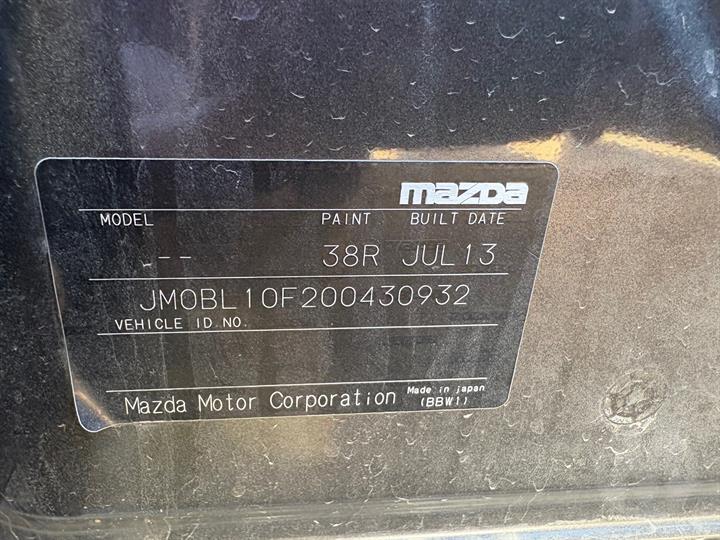 mazda
MODEL PAINT BUILT DATE
-- 38R JUL13
JM0BL10F200430932
VEHICLE ID NO.
Mazda Motor Corporation Made in japan
(BBW1)